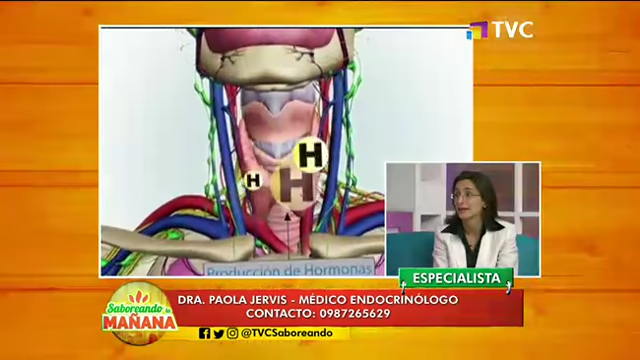 TVC
H
H
H
Producción de Hormonas
ESPECIALISTA
DRA. PAOLA JERVIS - MÉDICO ENDOCRINÓLOGO
CONTACTO: 0987265629
Saboreando la
MAÑANA
@TVCSaboreando